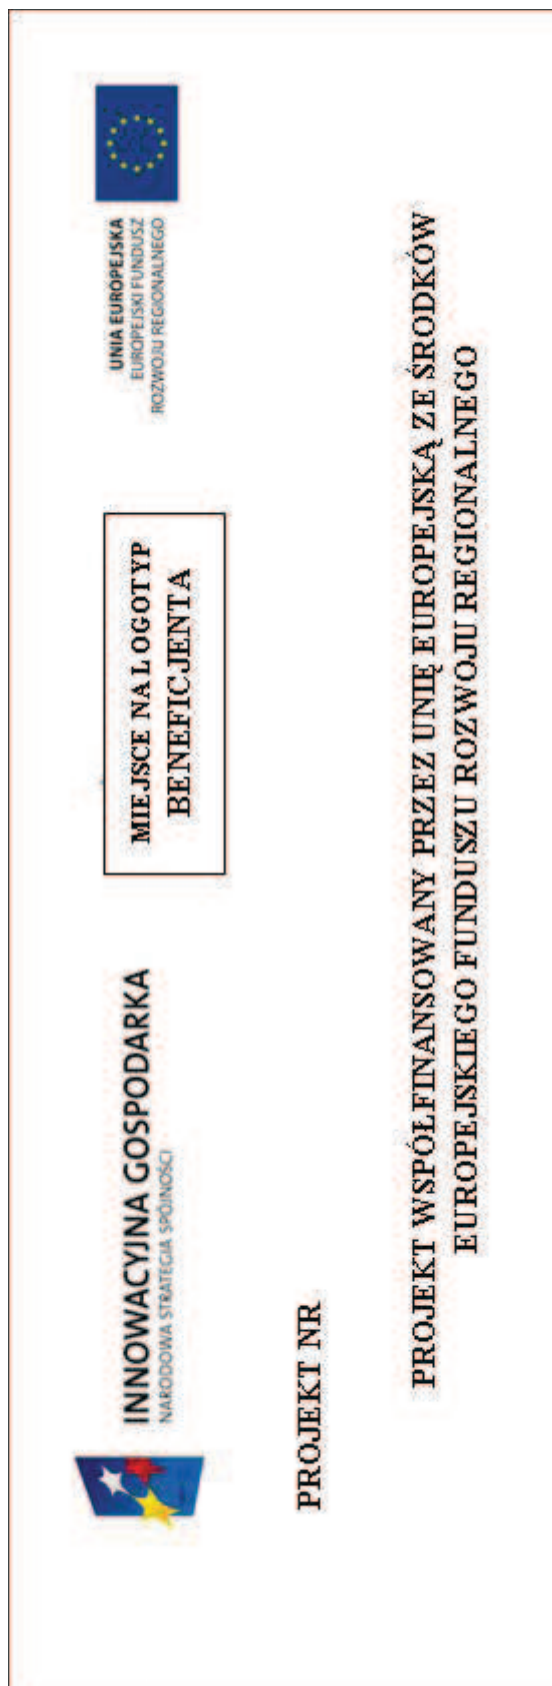 INNOWACYJNA GOSPODARKA
NARODOWA STRATEGIA SPÓJNOŚCI
MIEJSCE NA LOGOTYP
BENEFICJENTA
UNIA EUROPEJSKA
EUROPEJSKI FUNDUSZ
ROZWOJU REGIONALNEGO
PROJEKT NR
PROJEKT WSPÓŁFINANSOWANY PRZEZ UNIĘ EUROPEJSKĄ ZE ŚRODKÓW
EUROPEJSKIEGO FUNDUSZU ROZWOJU REGIONALNEGO